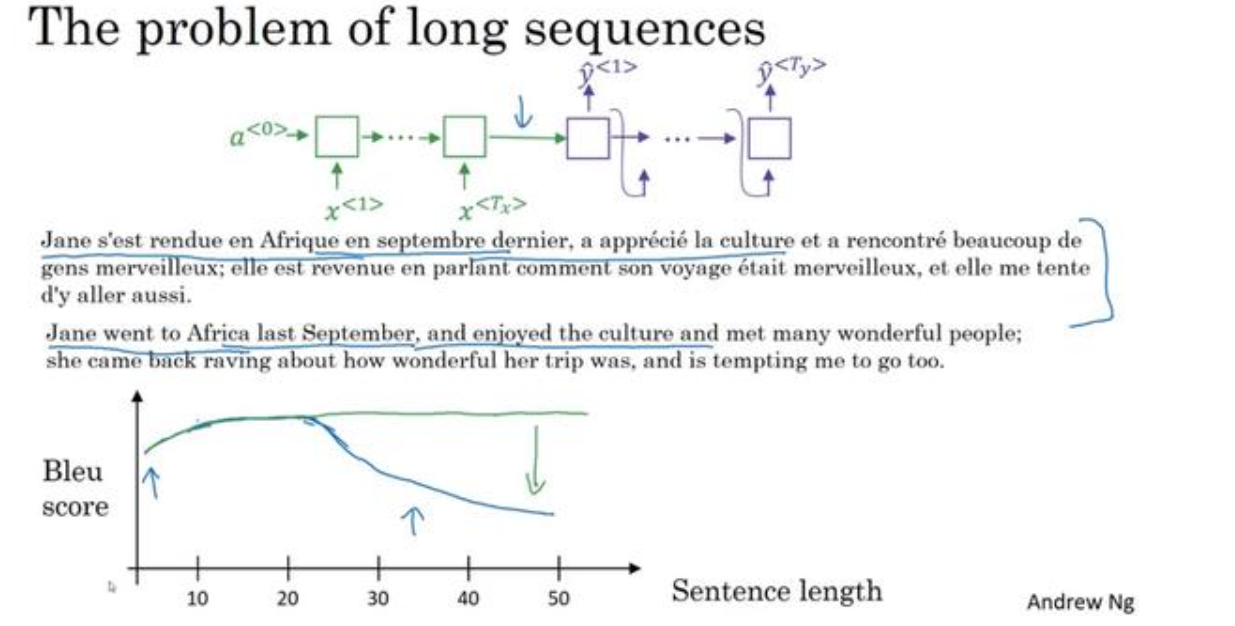 The problem of long sequences
ŷ<1> ŷ<Ty>
a<0>
x<1> x<Tx>
Jane s'est rendue en Afrique en septembre dernier, a apprécié la culture et a rencontré beaucoup de
gens merveilleux; elle est revenue en parlant comment son voyage était merveilleux, et elle me tente
d'y aller aussi.
Jane went to Africa last September, and enjoyed the culture and met many wonderful people;
she came back raving about how wonderful her trip was, and is tempting me to go too.
Bleu
score
10 20 30 40 50
Sentence length
Andrew Ng